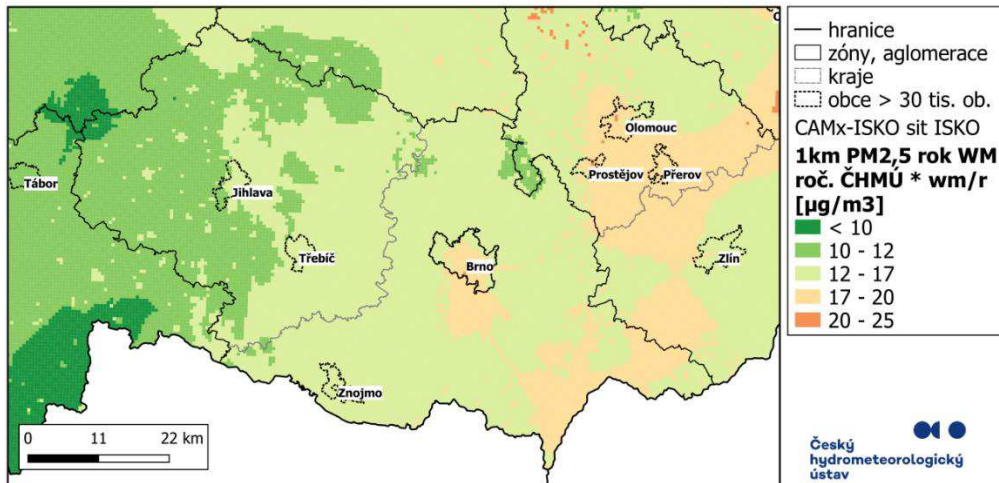 Olomouc
Prostějov
Přerov
Tábor
Jihlava
Třebíč
Brno
Zlín
Znojmo
0 11 22 km
hranice
zóny, aglomerace
kraje
obce > 30 tis. ob.
CAMx-ISKO sit ISKO
1km PM2,5 rok WM
roč. ČHMÚ * wm/r
[µg/m3]
< 10
10 - 12
12 - 17
17 - 20
20 - 25
Český
hydrometeorologický
ústav